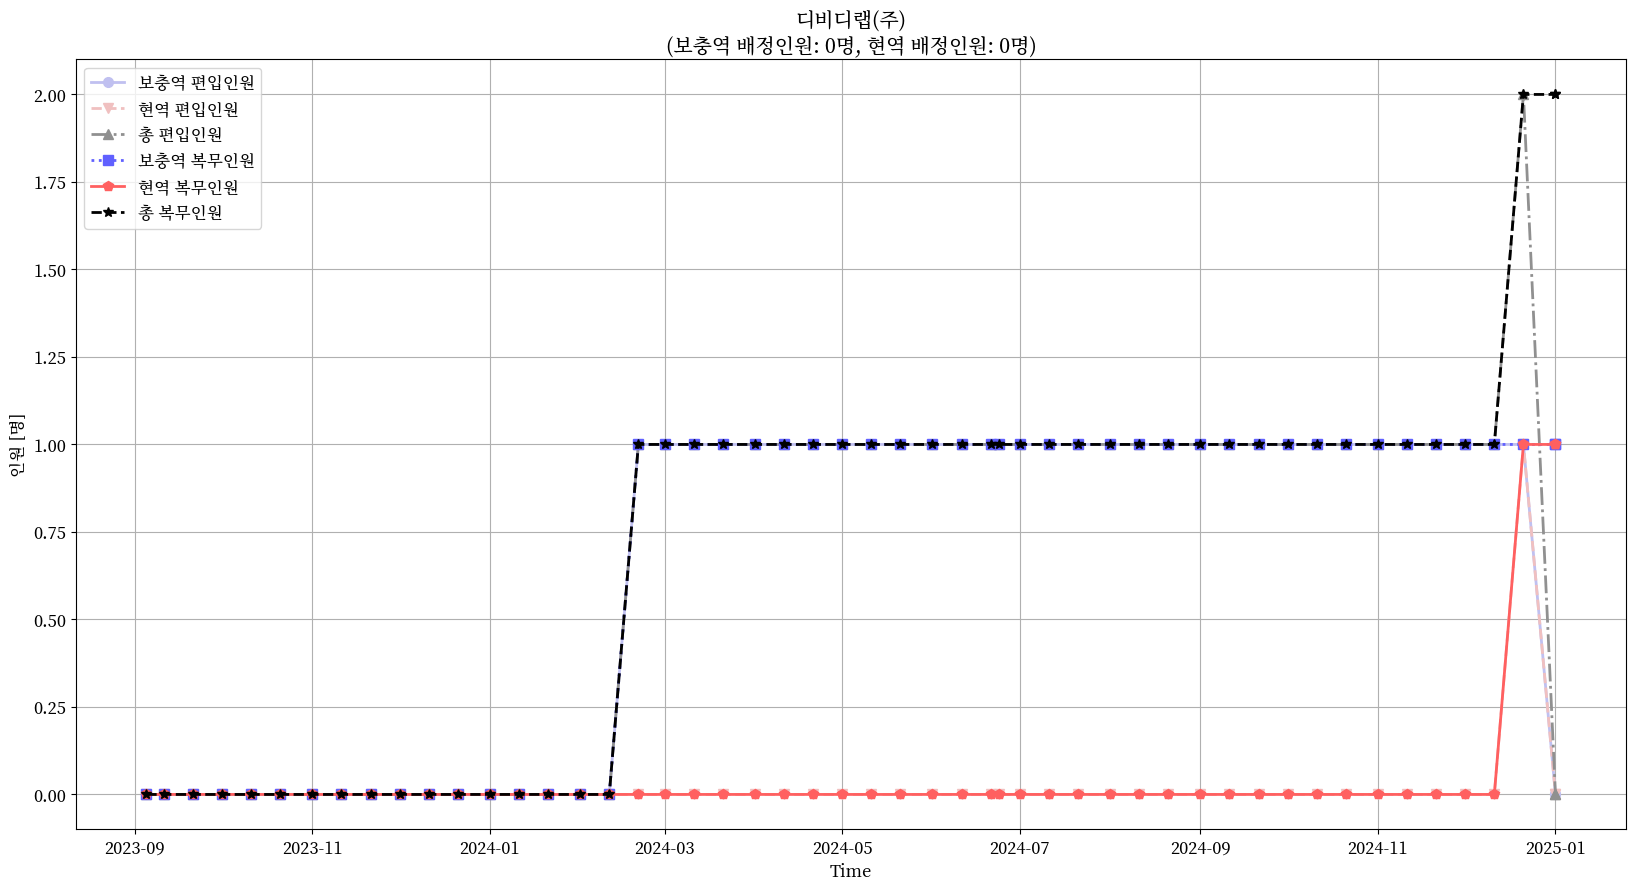 디비디랩(주)
(보충역 배정인원: 0명, 현역 배정인원: 0명)
보충역 편입인원
현역 편입인원
총 편입인원
보충역 복무인원
현역 복무인원
총 복무인원
2.00
1.75
1.50
1.25
1.00
0.75
0.50
0.25
0.00
인원 [명]
2023-09
2023-11
2024-01
2024-03
2024-05
2024-07
2024-09
2024-11
2025-01
Time